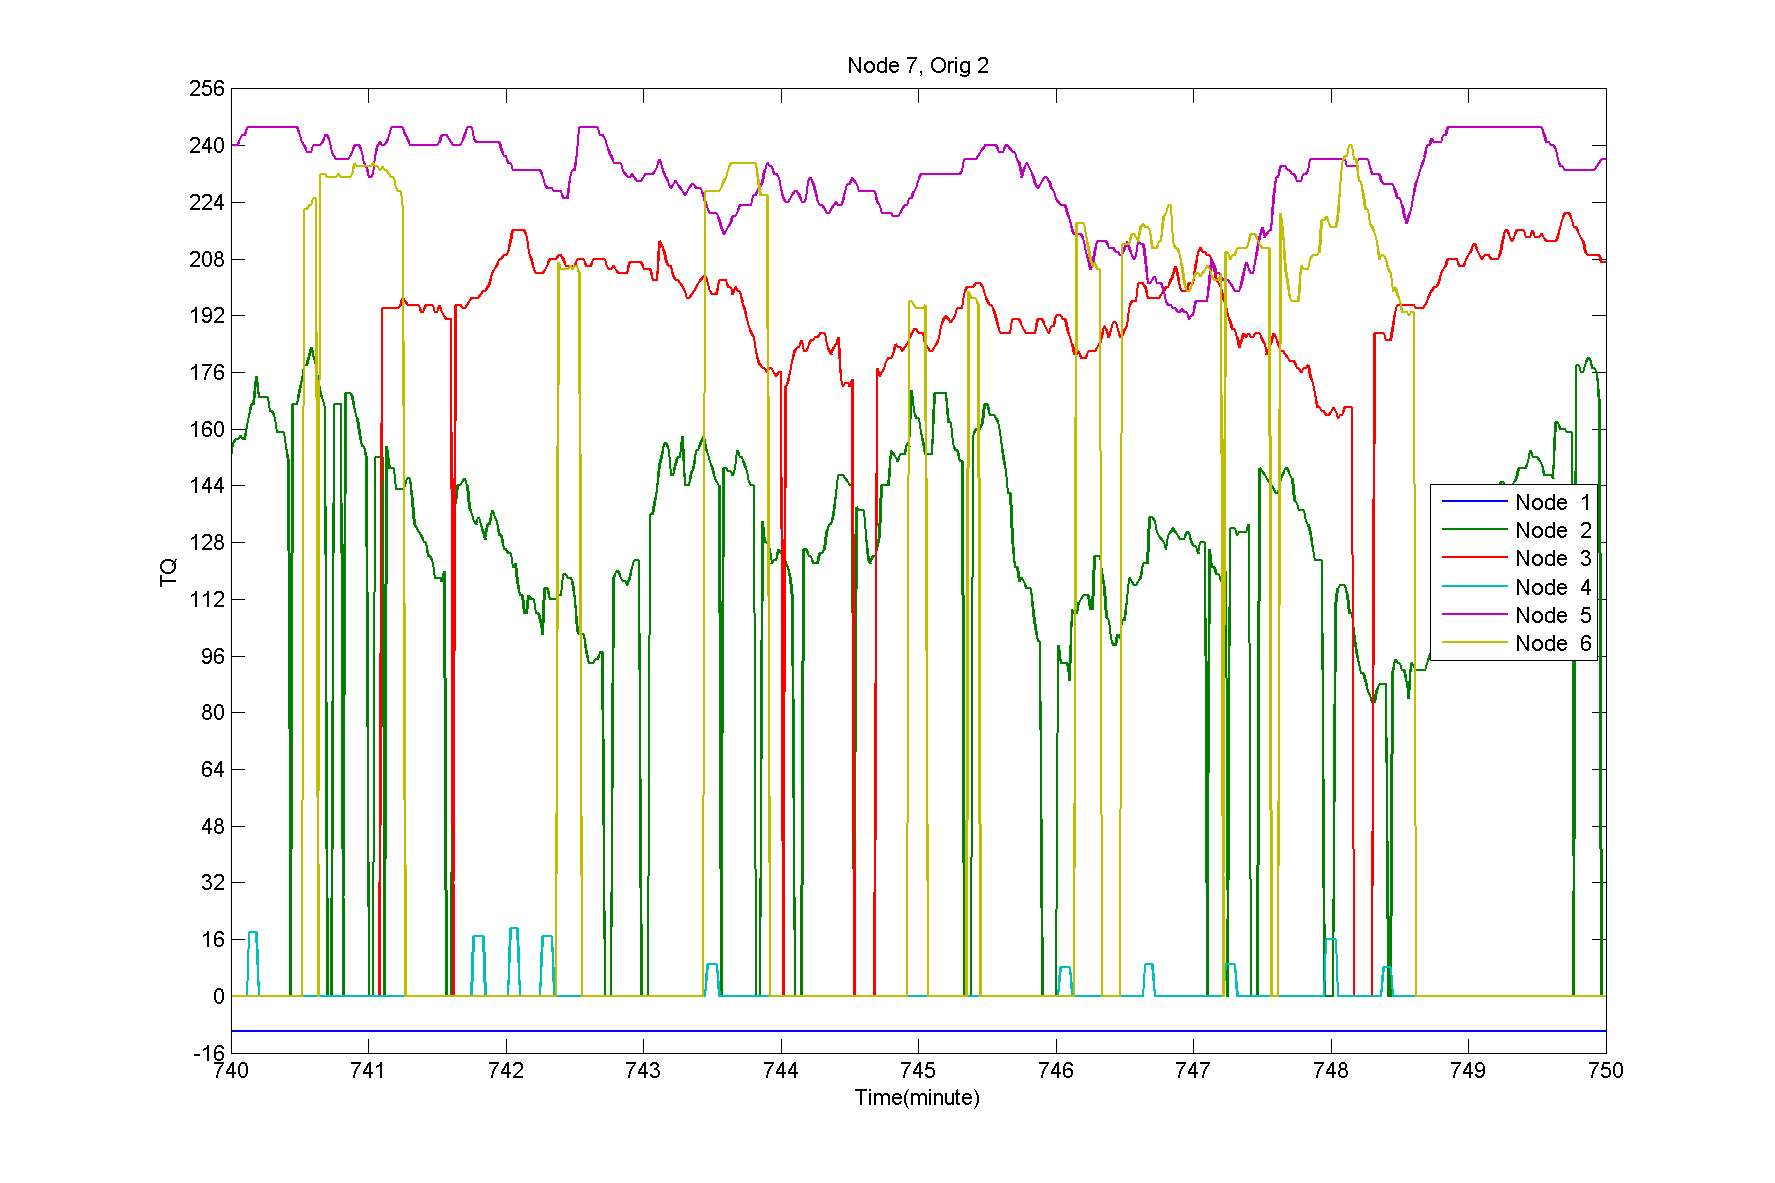 Node 7, Orig 2
256
240
224
208
192
176
160
144
128
112
96
80
64
48
32
16
0
-16
TQ
740 741 742 743 744 745 746 747 748 749 750
Time(minute)
Node 1
Node 2
Node 3
Node 4
Node 5
Node 6